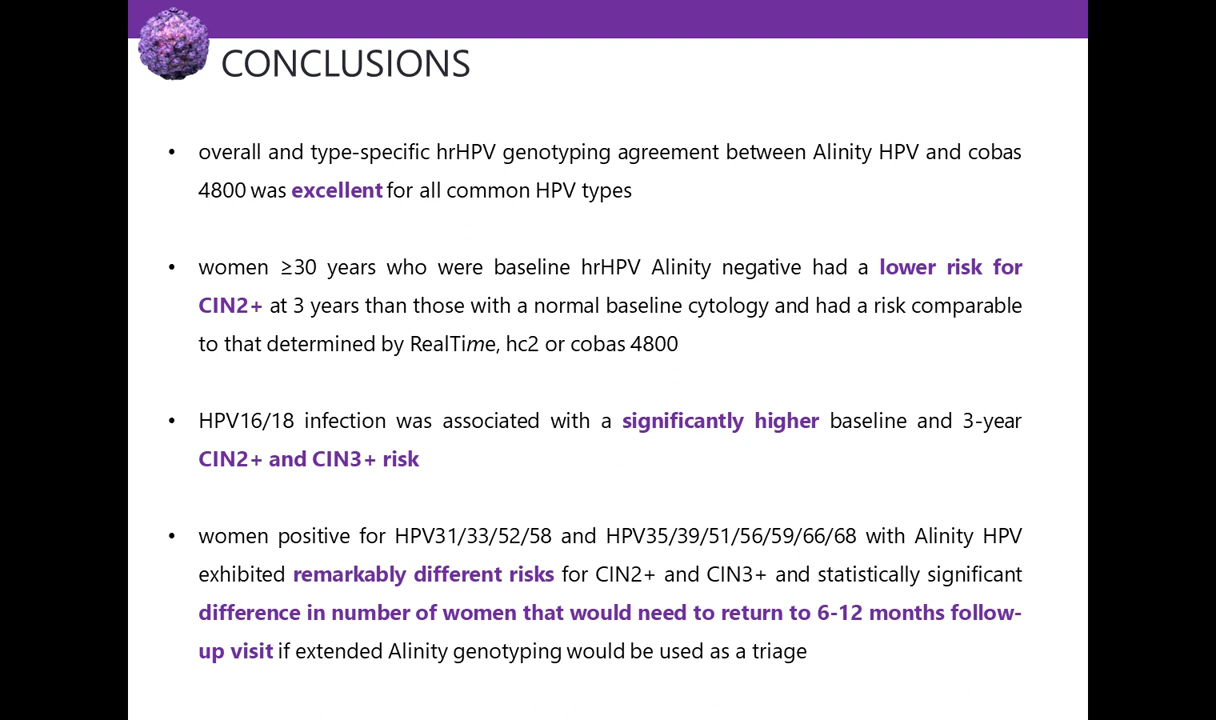 CONCLUSIONS
• overall and type-specific hrHPV genotyping agreement between Alinity HPV and cobas
4800 was excellent for all common HPV types
• women ≥30 years who were baseline hrHPV Alinity negative had a lower risk for
CIN2+ at 3 years than those with a normal baseline cytology and had a risk comparable
to that determined by RealTime, hc2 or cobas 4800
• HPV16/18 infection was associated with a significantly higher baseline and 3-year
CIN2+ and CIN3+ risk
• women positive for HPV31/33/52/58 and HPV35/39/51/56/59/66/68 with Alinity HPV
exhibited remarkably different risks for CIN2+ and CIN3+ and statistically significant
difference in number of women that would need to return to 6-12 months follow-
up visit if extended Alinity genotyping would be used as a triage